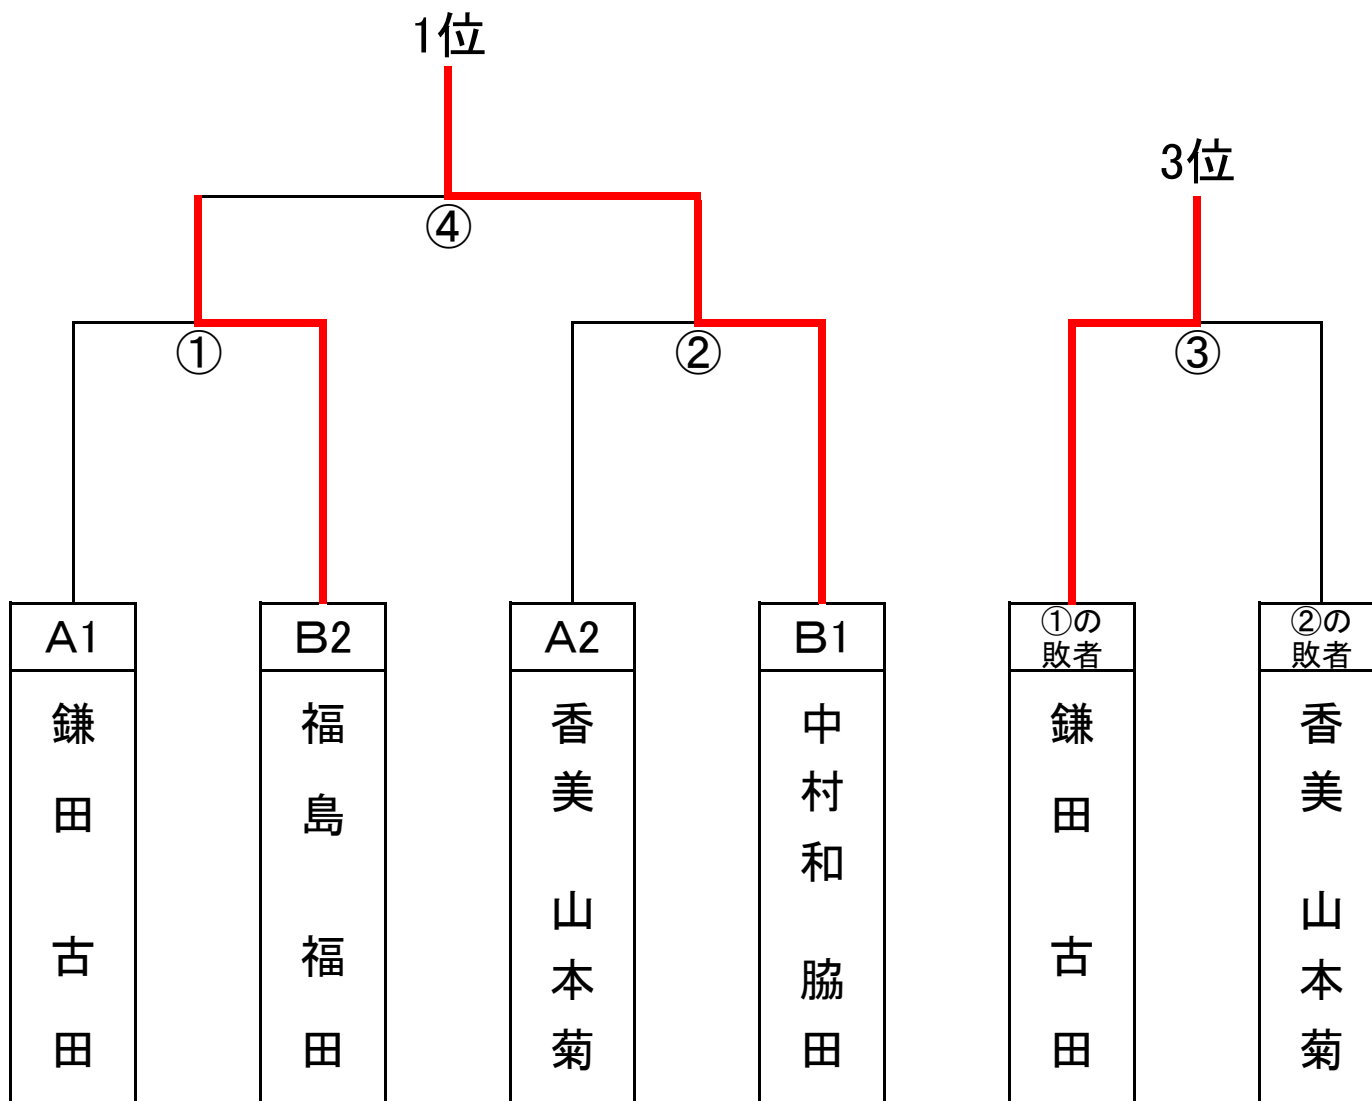 1位
3位
④
①
②
③
A1
B2
A2
B1
①の
敗者
②の
敗者
鎌田 古田
福島 福田
香美 山本菊
中村和 脇田
鎌田 古田
香美 山本菊